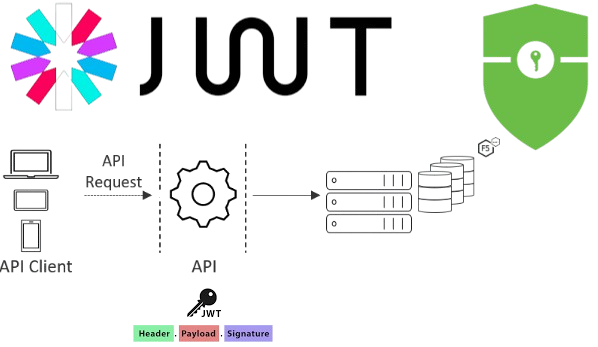 JWT
F5
API
Request
API Client
API
JWT
Header . Payload . Signature